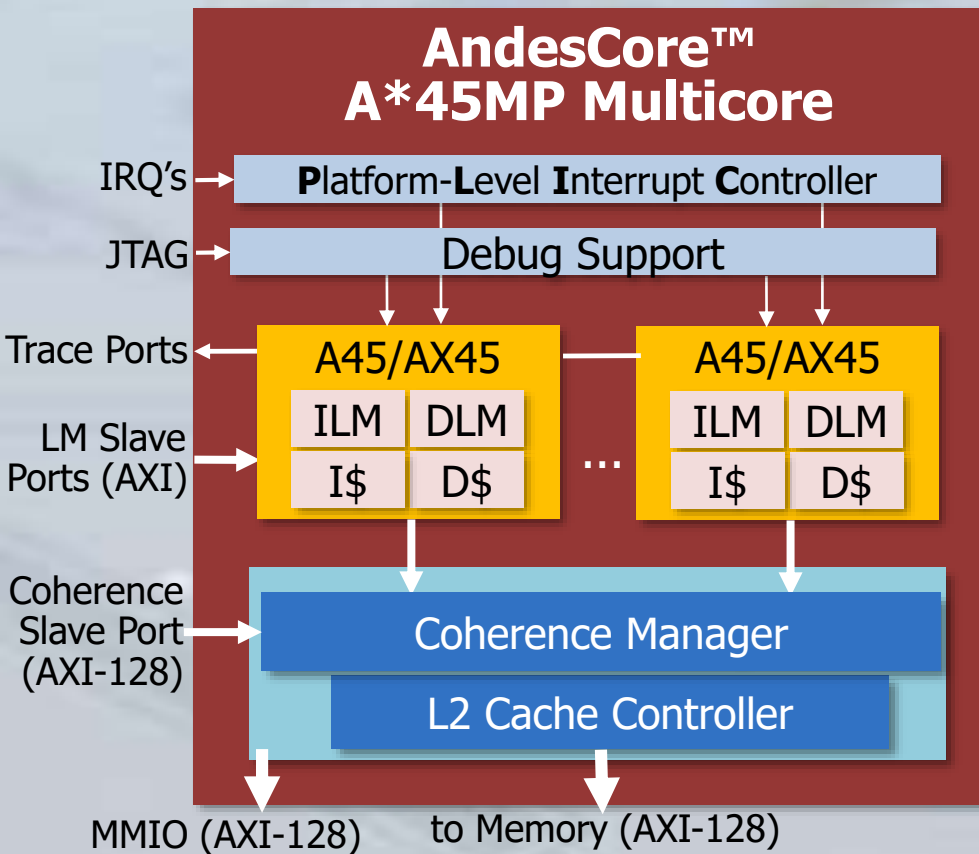 AndesCore™
A*45MP Multicore
IRQ's
Platform-Level Interrupt Controller
JTAG
Debug Support
Trace Ports
A45/AX45
A45/AX45
LM Slave
Ports (AXI)
ILM
DLM
I$
D$
...
ILM
DLM
I$
D$
Coherence
Slave Port
(AXI-128)
Coherence Manager
L2 Cache Controller
MMIO (AXI-128)
to Memory (AXI-128)